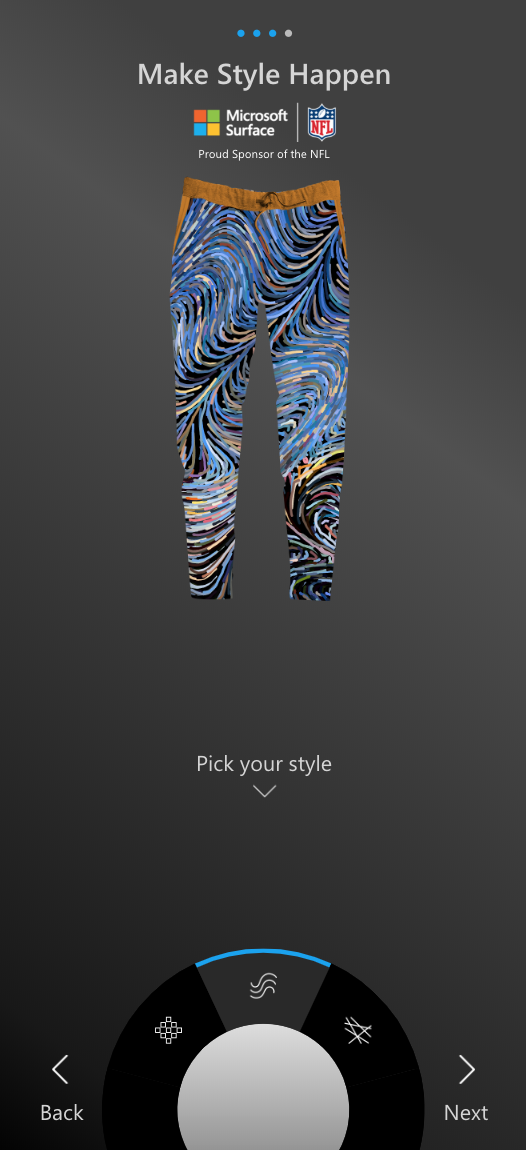 Make Style Happen
Microsoft
Surface
NFL
Proud Sponsor of the NFL
Pick your style
Back
Next